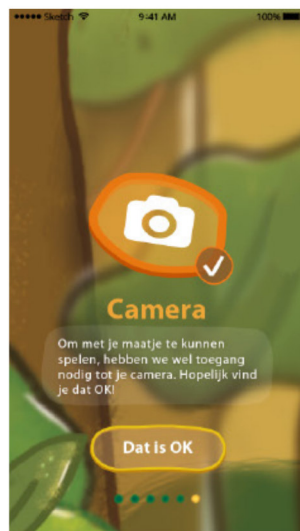 Sketch 9:41 AM 100%
Camera
Om met je maatje te kunnen
spelen, hebben we wel toegang
nodig tot je camera. Hopelijk vind
je dat OK!
Dat is OK